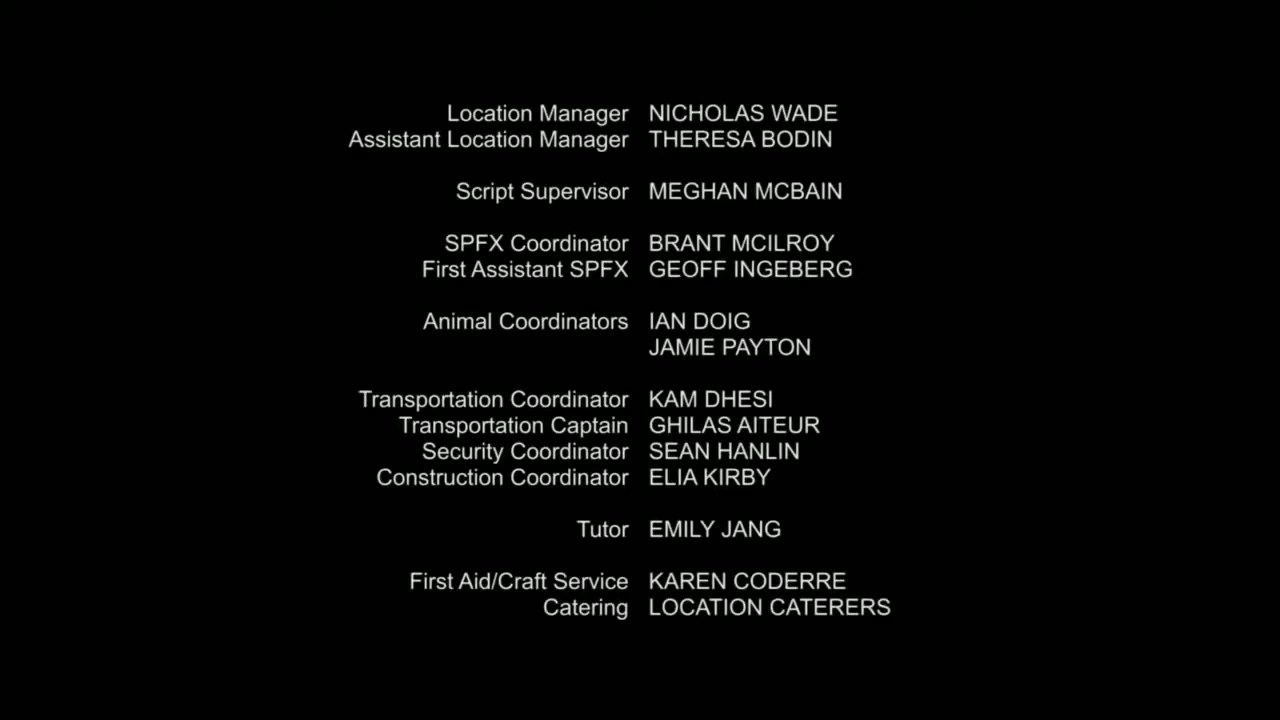 Location Manager NICHOLAS WADE
Assistant Location Manager THERESA BODIN
Script Supervisor MEGHAN MCBAIN
SPFX Coordinator BRANT MCILROY
First Assistant SPFX GEOFF INGEBERG
Animal Coordinators IAN DOIG
JAMIE PAYTON
Transportation Coordinator KAM DHESI
Transportation Captain GHILAS AITEUR
Security Coordinator SEAN HANLIN
Construction Coordinator ELIA KIRBY
Tutor EMILY JANG
First Aid/Craft Service KAREN CODERRE
Catering LOCATION CATERERS